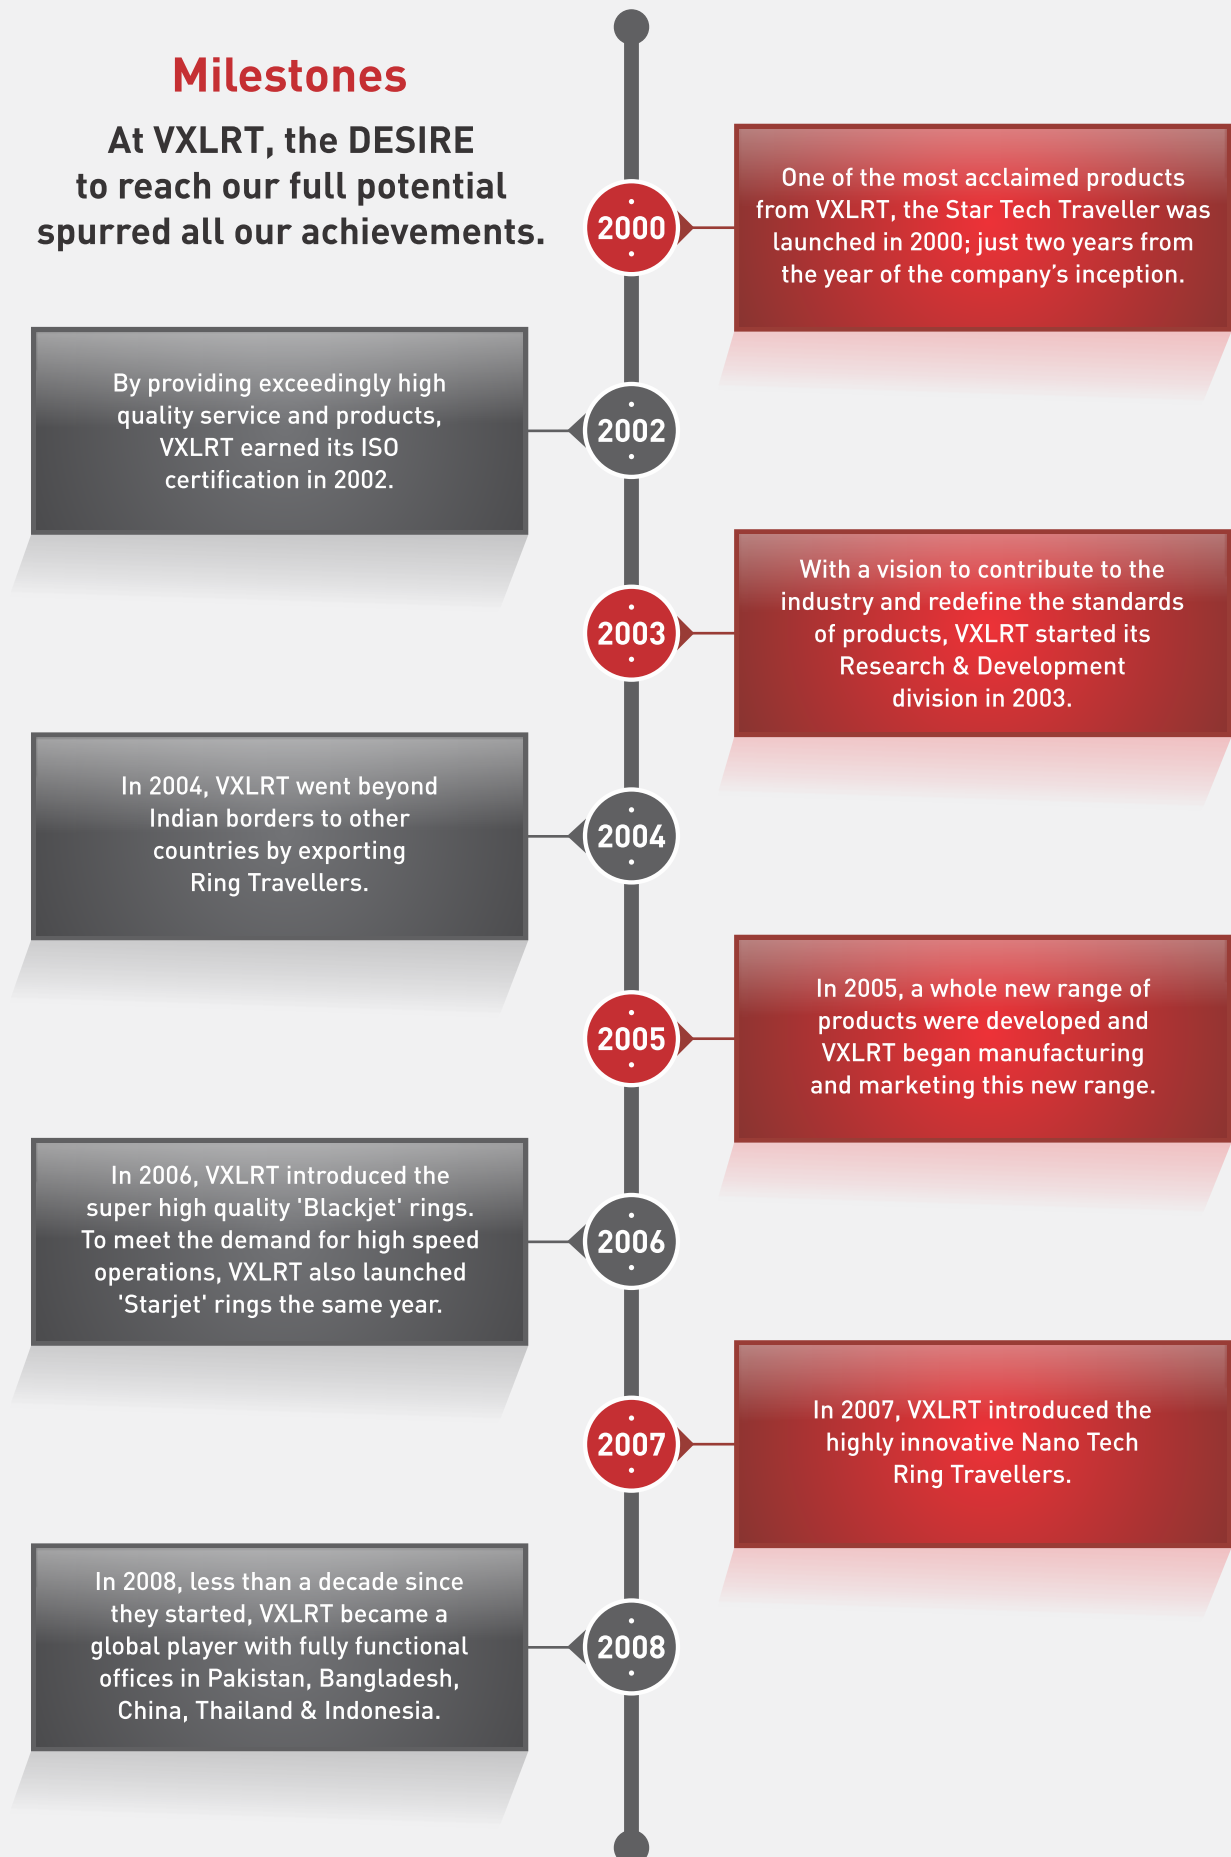 Milestones
At VXLRT, the DESIRE
to reach our full potential
spurred all our achievements.
2000
One of the most acclaimed products
from VXLRT, the Star Tech Traveller was
launched in 2000; just two years from
the year of the company’s inception.
By providing exceedingly high
quality service and products,
VXLRT earned its ISO
certification in 2002.
2002
2003
With a vision to contribute to the
industry and redefine the standards
of products, VXLRT started its
Research & Development
division in 2003.
In 2004, VXLRT went beyond
Indian borders to other
countries by exporting
Ring Travellers.
2004
2005
In 2005, a whole new range of
products were developed and
VXLRT began manufacturing
and marketing this new range.
In 2006, VXLRT introduced the
super high quality 'Blackjet' rings.
To meet the demand for high speed
operations, VXLRT also launched
'Starjet' rings the same year.
2006
2007
In 2007, VXLRT introduced the
highly innovative Nano Tech
Ring Travellers.
In 2008, less than a decade since
they started, VXLRT became a
global player with fully functional
offices in Pakistan, Bangladesh,
China, Thailand & Indonesia.
2008